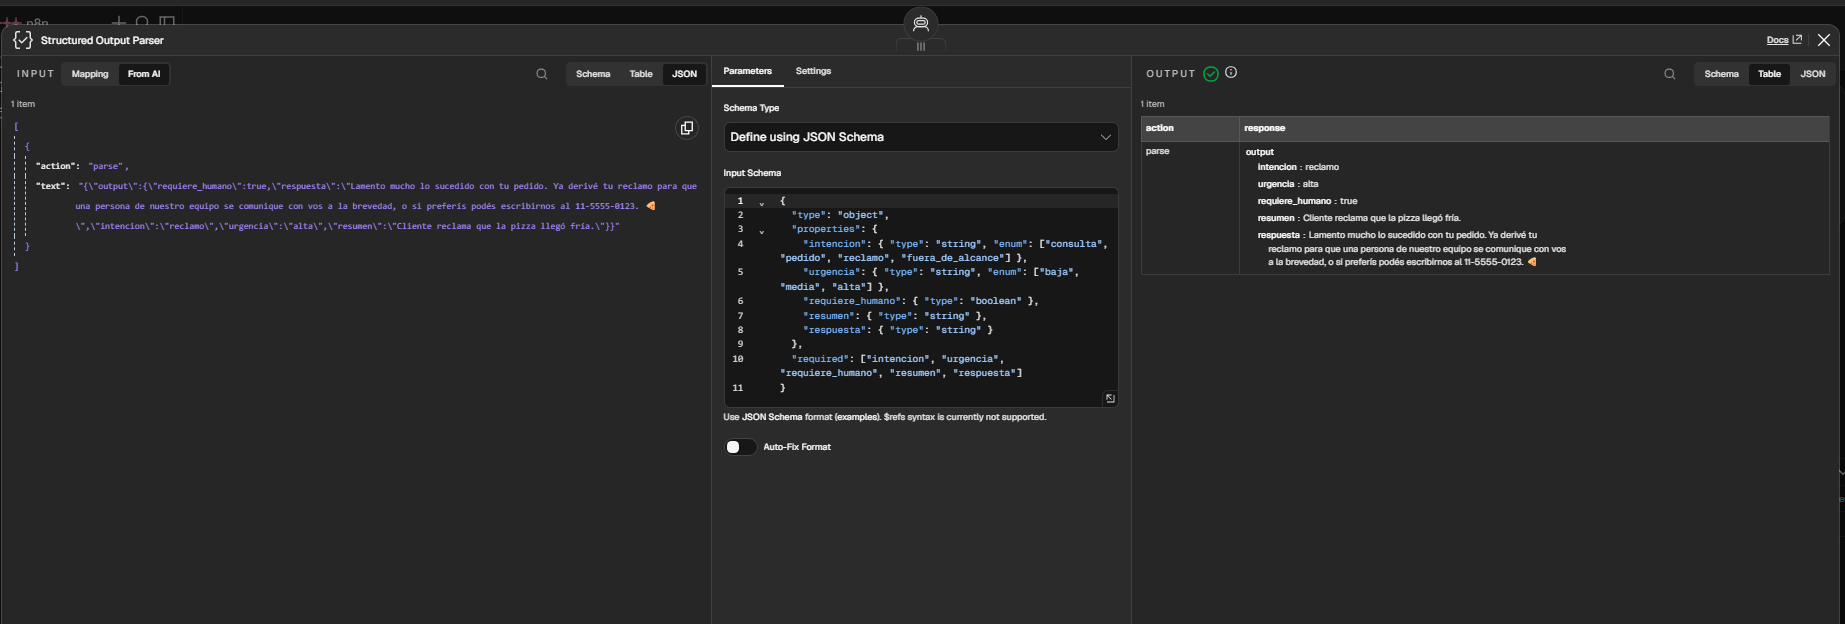 n8n
Structured Output Parser
Docs
INPUT
Mapping
From AI
Schema
Table
JSON
1 item
[
{
"action": "parse",
"text": "{\"output\":{\"requiere_humano\":true,\"respuesta\":\"Lamento mucho lo sucedido con tu pedido. Ya derivé tu reclamo para que
una persona de nuestro equipo se comunique con vos a la brevedad, o si preferís podés escribirnos al 11-5555-0123. 🍕
\",\"intencion\":\"reclamo\",\"urgencia\":\"alta\",\"resumen\":\"Cliente reclama que la pizza llegó fría.\"}}"
}
]
Parameters
Settings
Schema Type
Define using JSON Schema
Input Schema
1 {
2 "type": "object",
3 "properties": {
4 "intencion": { "type": "string", "enum": ["consulta",
"pedido", "reclamo", "fuera_de_alcance"] },
5 "urgencia": { "type": "string", "enum": ["baja",
"media", "alta"] },
6 "requiere_humano": { "type": "boolean" },
7 "resumen": { "type": "string" },
8 "respuesta": { "type": "string" }
9 },
10 "required": ["intencion", "urgencia",
"requiere_humano", "resumen", "respuesta"]
11 }
Use JSON Schema format (examples). $refs syntax is currently not supported.
Auto-Fix Format
OUTPUT
Schema
Table
JSON
1 item
action response
parse output
intencion : reclamo
urgencia : alta
requiere_humano : true
resumen : Cliente reclama que la pizza llegó fría.
respuesta : Lamento mucho lo sucedido con tu pedido. Ya derivé tu
reclamo para que una persona de nuestro equipo se comunique con vos
a la brevedad, o si preferís podés escribirnos al 11-5555-0123. 🍕